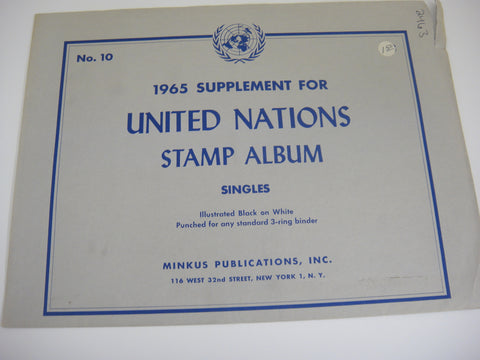 No. 10
1965 SUPPLEMENT FOR
UNITED NATIONS
STAMP ALBUM
SINGLES
Illustrated Black on White
Punched for any standard 3-ring binder
MINKUS PUBLICATIONS, INC.
116 WEST 32nd STREET, NEW YORK 1, N. Y.